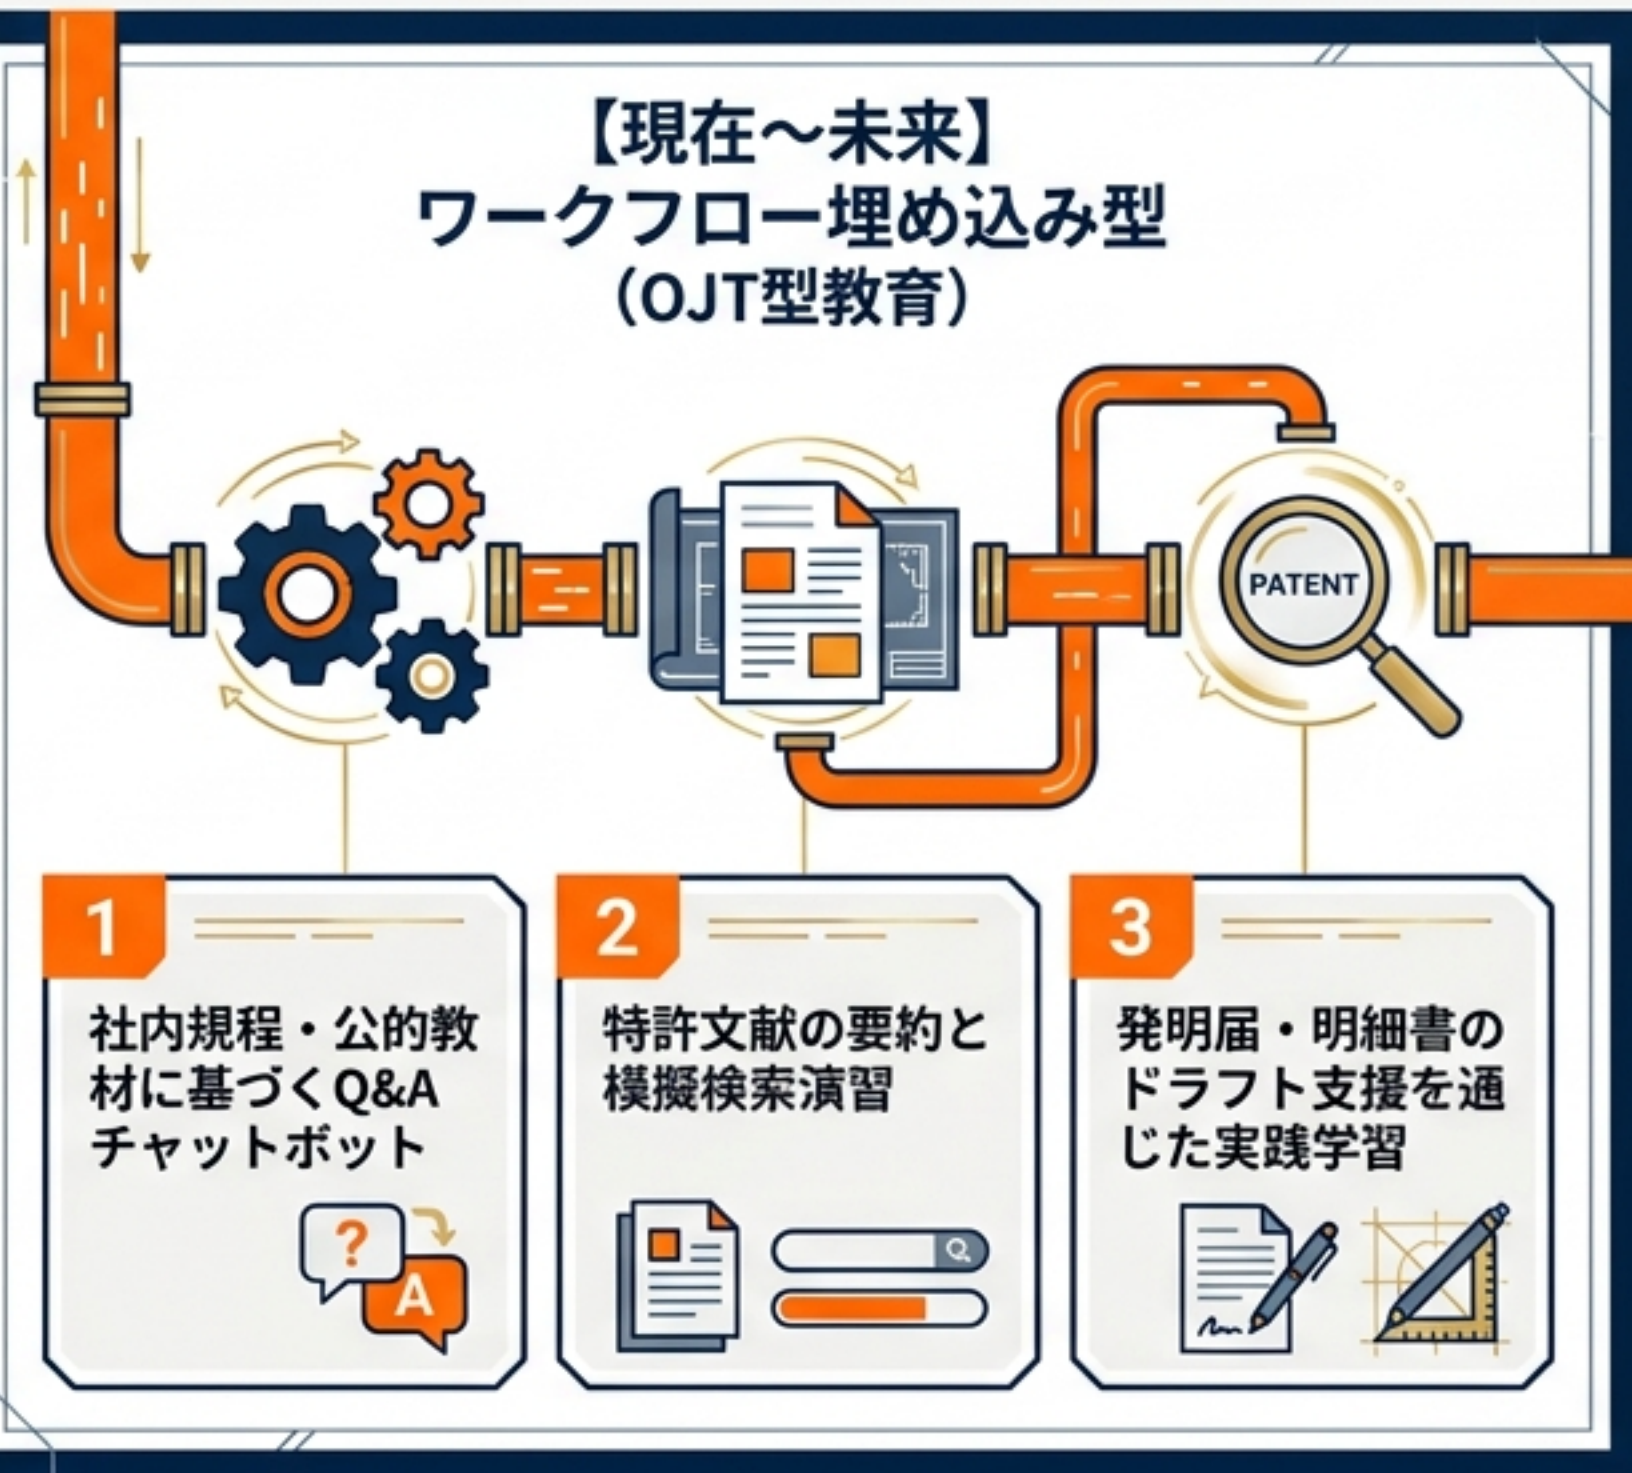 【現在〜未来】
ワークフロー埋め込み型
（OJT型教育）
PATENT
1
社内規程・公的教
材に基づくQ&A
チャットボット
?
A
2
特許文献の要約と
模擬検索演習
3
発明届・明細書の
ドラフト支援を通
じた実践学習